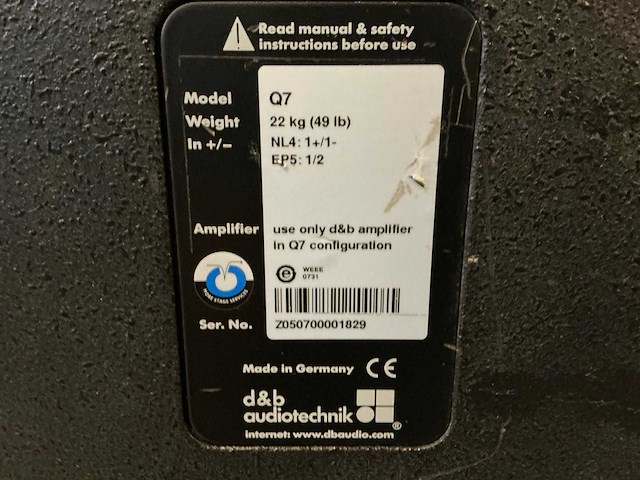 Read manual & safety
instructions before use
Model Q7
Weight 22 kg (49 lb)
In +/– NL4: 1+/1-
EP5: 1/2
Amplifier use only d&b amplifier
in Q7 configuration
WEEE
0731
Ser. No. Z050700001829
Made in Germany CE
d&b
audiotechnik ®
internet: www.dbaudio.com